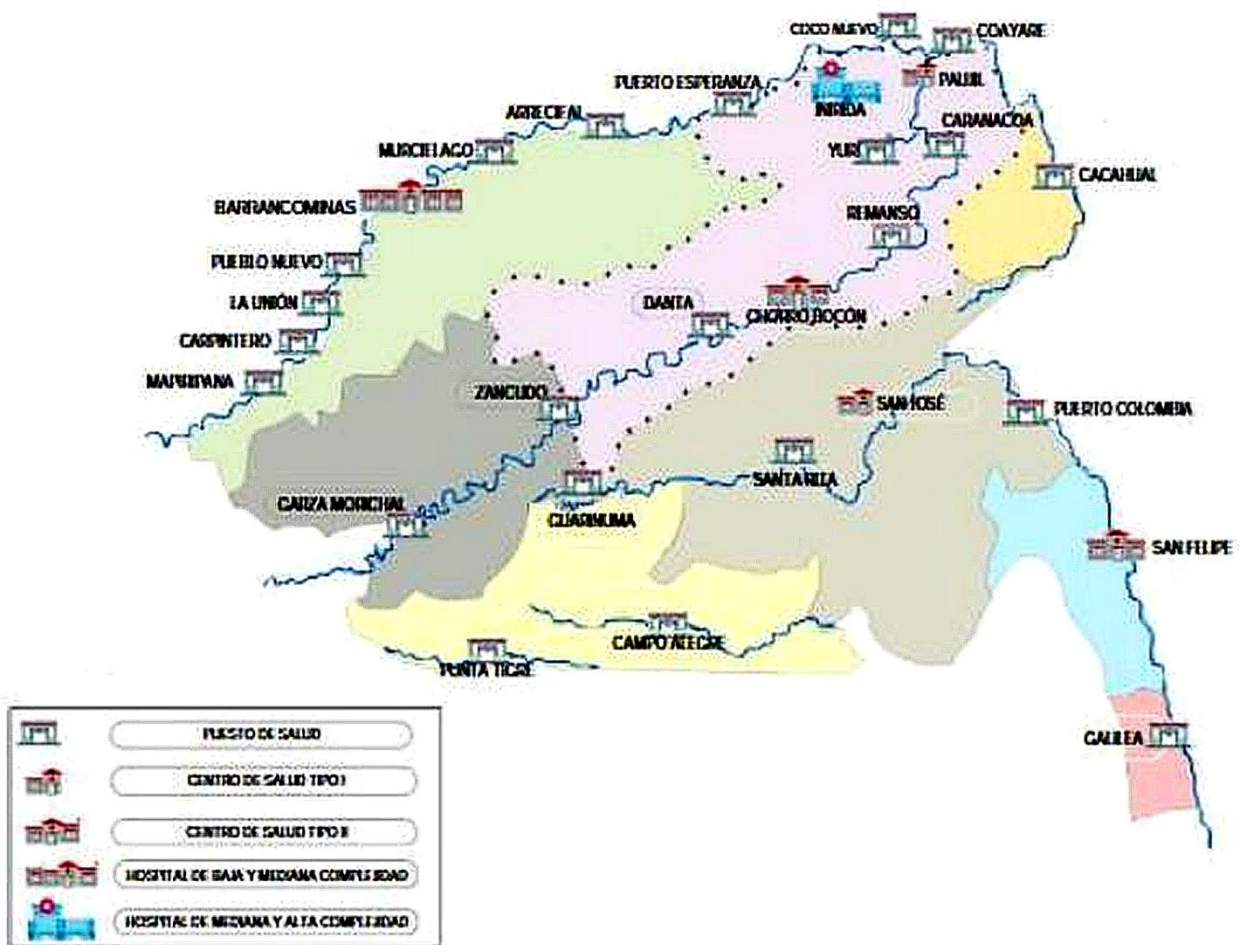 COCO NUEVO
COAYARE
PUERTO ESPERANZA
INIRIDA
PAUJIL
ARRECIFAL
CARANACOA
MURCIELAGO
YURI
CACAHUAL
BARRANCOMINAS
REMANSO
PUEBLO NUEVO
LA UNIÓN
DANTA
CHORRO BOCÓN
CARPINTERO
MAPIRIPANA
ZANCUDO
SAN JOSÉ
PUERTO COLOMBIA
SANTA RITA
GARZA MORICHAL
GUARINUMA
SAN FELIPE
CAMPO ALEGRE
PUNTA TIGRE
GALILEA
PUESTO DE SALUD
CENTRO DE SALUD TIPO I
CENTRO DE SALUD TIPO II
HOSPITAL DE BAJA Y MEDIANA COMPLEJIDAD
HOSPITAL DE MEDIANA Y ALTA COMPLEJIDAD